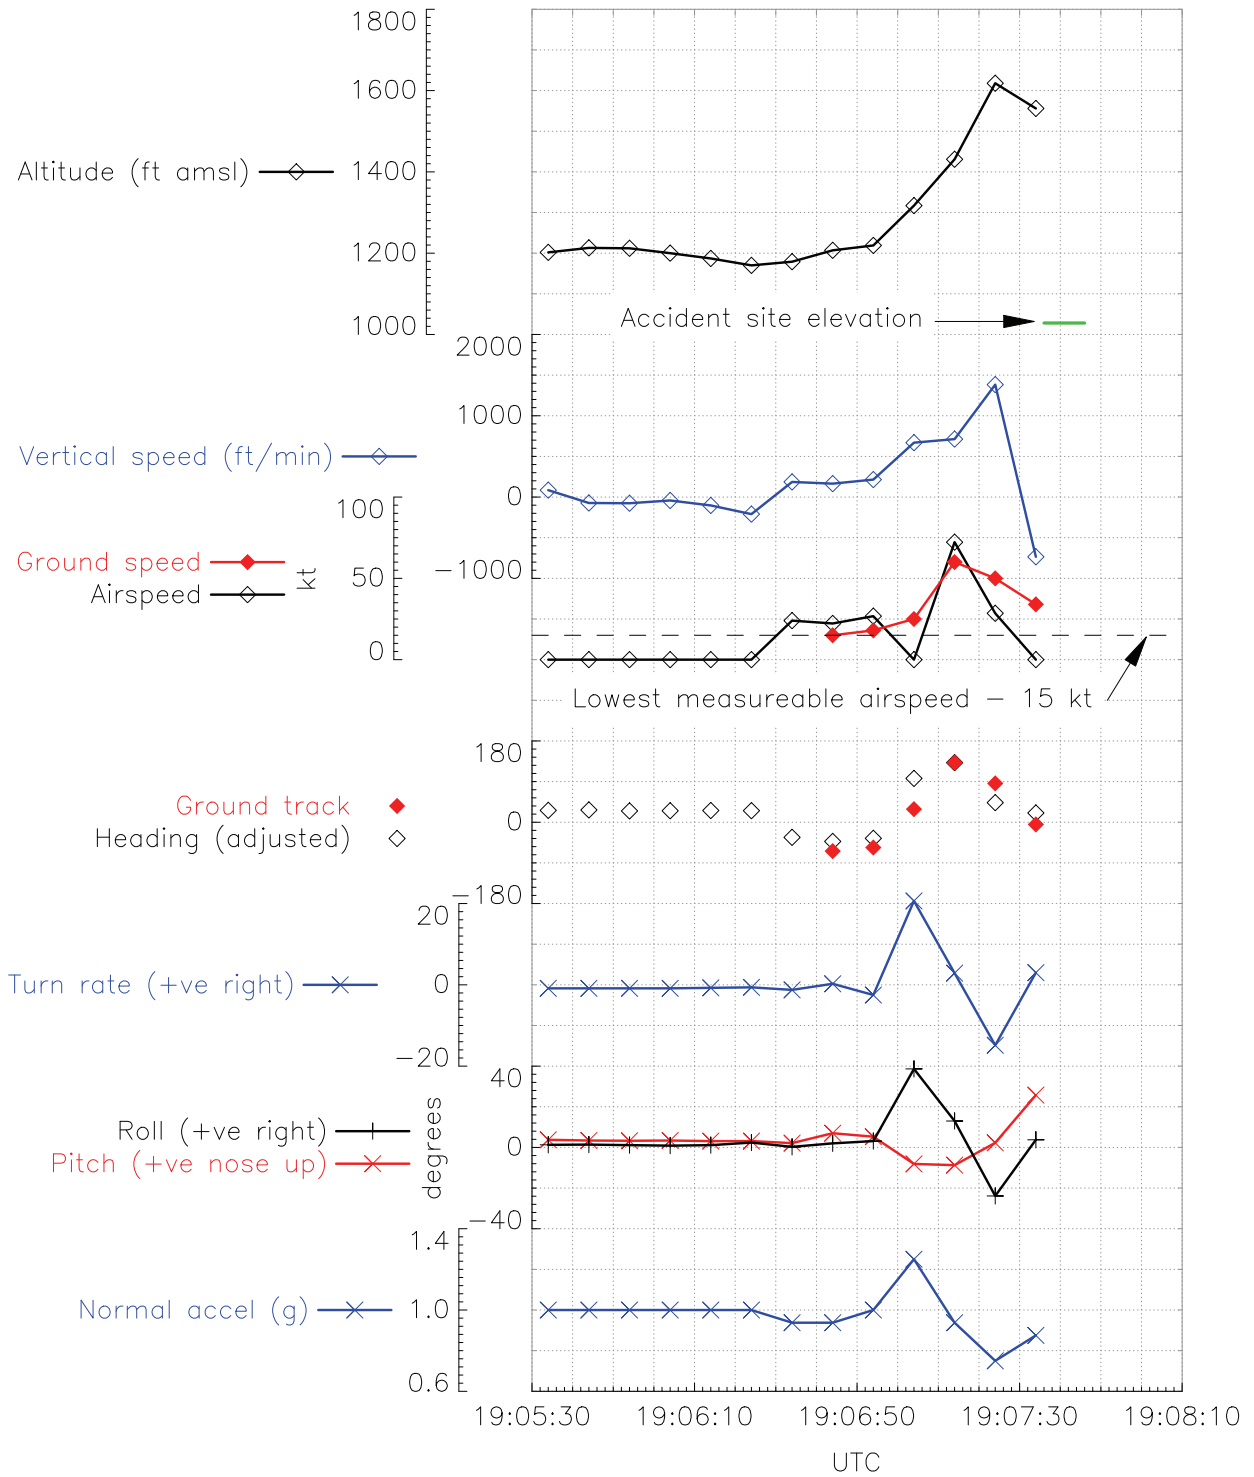 1800
1600
Altitude (ft amsl)
1400
1200
1000
Accident site elevation
2000
1000
Vertical speed (ft/min)
0
-1000
100
50
0
kt
Ground speed
Airspeed
Lowest measureable airspeed – 15 kt
180
0
-180
Ground track
Heading (adjusted)
20
0
-20
Turn rate (+ve right)
40
0
-40
degrees
Roll (+ve right)
Pitch (+ve nose up)
1.4
1.0
0.6
Normal accel (g)
19:05:30 19:06:10 19:06:50 19:07:30 19:08:10
UTC